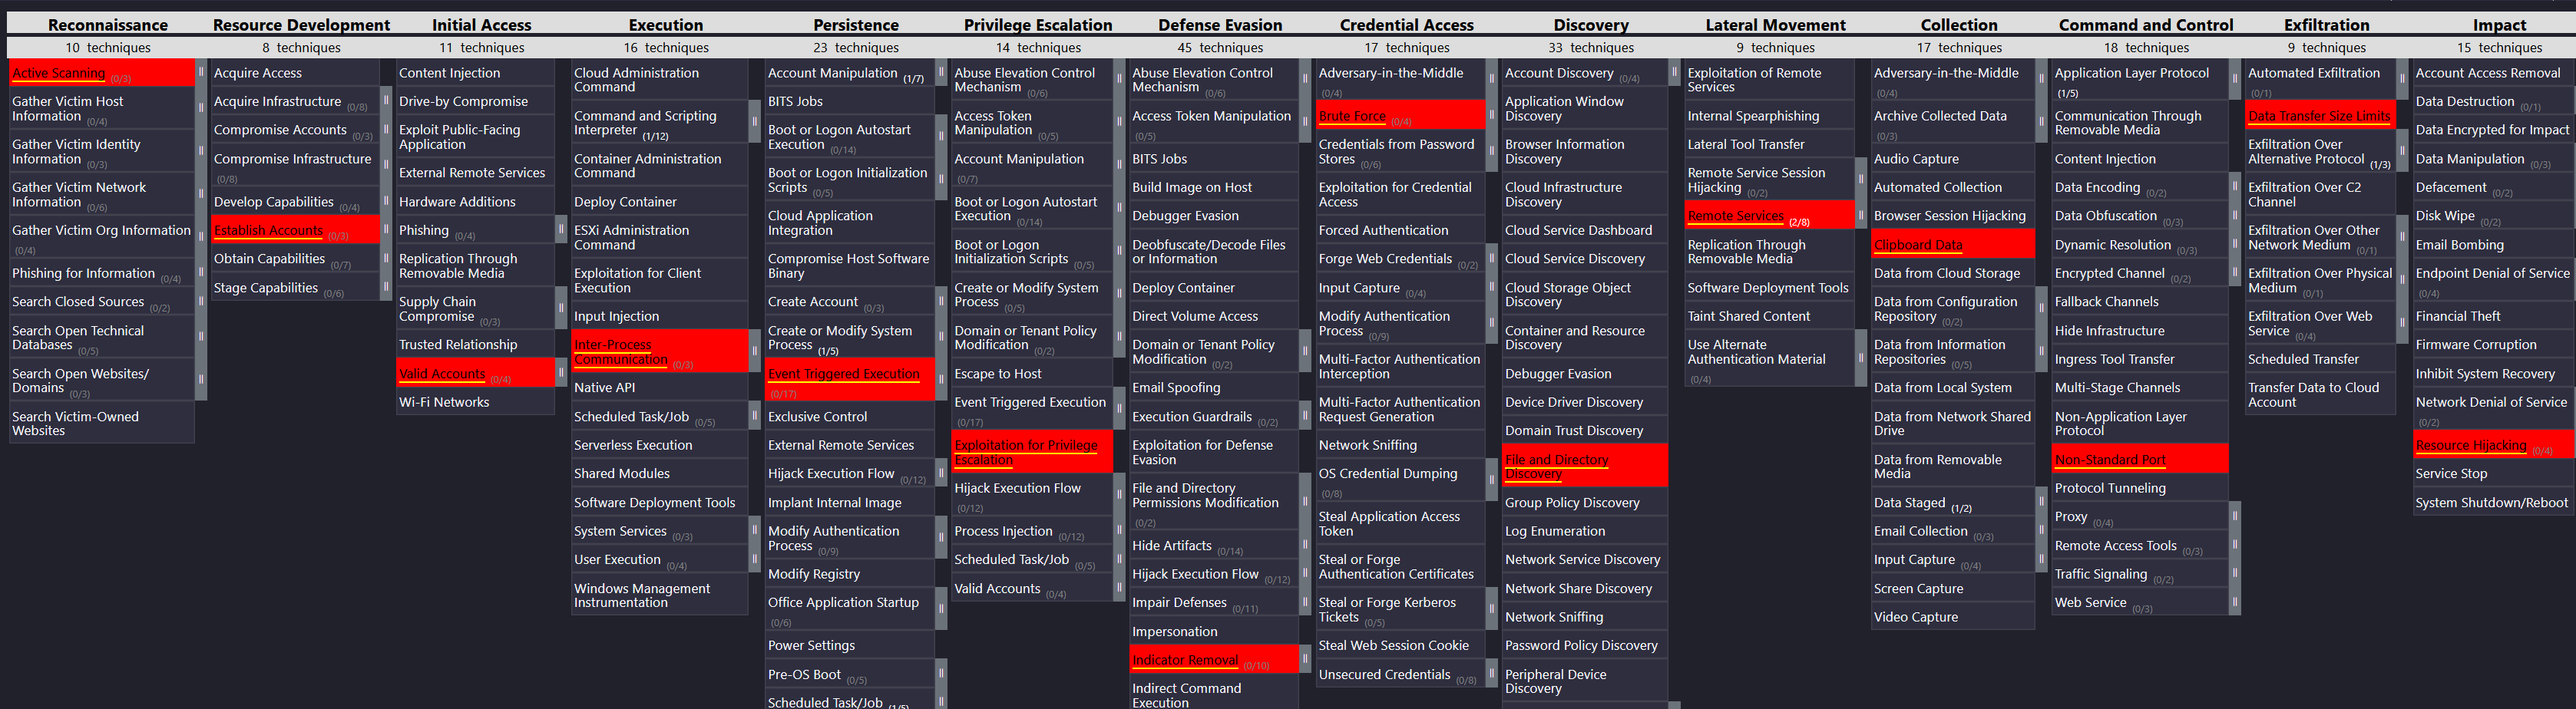 Reconnaissance
10 techniques
Active Scanning (0/3)
Gather Victim Host
Information (0/4)
Gather Victim Identity
Information (0/3)
Gather Victim Network
Information (0/6)
Gather Victim Org Information
(0/4)
Phishing for Information (0/4)
Search Closed Sources (0/2)
Search Open Technical
Databases (0/5)
Search Open Websites/
Domains (0/3)
Search Victim-Owned
Websites
Resource Development
8 techniques
Acquire Access
Acquire Infrastructure (0/8)
Compromise Accounts (0/3)
Compromise Infrastructure
(0/8)
Develop Capabilities (0/4)
Establish Accounts (0/3)
Obtain Capabilities (0/7)
Stage Capabilities (0/6)
Initial Access
11 techniques
Content Injection
Drive-by Compromise
Exploit Public-Facing
Application
External Remote Services
Hardware Additions
Phishing (0/4)
Replication Through
Removable Media
Supply Chain
Compromise (0/3)
Trusted Relationship
Valid Accounts (0/4)
Wi-Fi Networks
Execution
16 techniques
Cloud Administration
Command
Command and Scripting
Interpreter (1/12)
Container Administration
Command
Deploy Container
ESXi Administration
Command
Exploitation for Client
Execution
Input Injection
Inter-Process
Communication (0/3)
Native API
Scheduled Task/Job (0/5)
Serverless Execution
Shared Modules
Software Deployment Tools
System Services (0/3)
User Execution (0/4)
Windows Management
Instrumentation
Persistence
23 techniques
Account Manipulation (1/7)
BITS Jobs
Boot or Logon Autostart
Execution (0/14)
Boot or Logon Initialization
Scripts (0/5)
Cloud Application
Integration
Compromise Host Software
Binary
Create Account (0/3)
Create or Modify System
Process (1/5)
Event Triggered Execution
(0/17)
Exclusive Control
External Remote Services
Hijack Execution Flow (0/12)
Implant Internal Image
Modify Authentication
Process (0/9)
Modify Registry
Office Application Startup
(0/6)
Power Settings
Pre-OS Boot (0/5)
Scheduled Task/Job (1/5)
Privilege Escalation
14 techniques
Abuse Elevation Control
Mechanism (0/6)
Access Token
Manipulation (0/5)
Account Manipulation
(0/7)
Boot or Logon Autostart
Execution (0/14)
Boot or Logon
Initialization Scripts (0/5)
Create or Modify System
Process (0/5)
Domain or Tenant Policy
Modification (0/2)
Escape to Host
Event Triggered Execution
(0/17)
Exploitation for Privilege
Escalation
Hijack Execution Flow
(0/12)
Process Injection (0/12)
Scheduled Task/Job (0/5)
Valid Accounts (0/4)
Defense Evasion
45 techniques
Abuse Elevation Control
Mechanism (0/6)
Access Token Manipulation
(0/5)
BITS Jobs
Build Image on Host
Debugger Evasion
Deobfuscate/Decode Files
or Information
Deploy Container
Direct Volume Access
Domain or Tenant Policy
Modification (0/2)
Email Spoofing
Execution Guardrails (0/2)
Exploitation for Defense
Evasion
File and Directory
Permissions Modification
(0/2)
Hide Artifacts (0/14)
Hijack Execution Flow (0/12)
Impair Defenses (0/11)
Impersonation
Indicator Removal (0/10)
Indirect Command
Execution
Credential Access
17 techniques
Adversary-in-the-Middle
(0/4)
Brute Force (0/4)
Credentials from Password
Stores (0/6)
Exploitation for Credential
Access
Forced Authentication
Forge Web Credentials (0/2)
Input Capture (0/4)
Modify Authentication
Process (0/9)
Multi-Factor Authentication
Interception
Multi-Factor Authentication
Request Generation
Network Sniffing
OS Credential Dumping
(0/8)
Steal Application Access
Token
Steal or Forge
Authentication Certificates
Steal or Forge Kerberos
Tickets (0/5)
Steal Web Session Cookie
Unsecured Credentials (0/8)
Discovery
33 techniques
Account Discovery (0/4)
Application Window
Discovery
Browser Information
Discovery
Cloud Infrastructure
Discovery
Cloud Service Dashboard
Cloud Service Discovery
Cloud Storage Object
Discovery
Container and Resource
Discovery
Debugger Evasion
Device Driver Discovery
Domain Trust Discovery
File and Directory
Discovery
Group Policy Discovery
Log Enumeration
Network Service Discovery
Network Share Discovery
Network Sniffing
Password Policy Discovery
Peripheral Device
Discovery
Lateral Movement
9 techniques
Exploitation of Remote
Services
Internal Spearphishing
Lateral Tool Transfer
Remote Service Session
Hijacking (0/2)
Remote Services (2/8)
Replication Through
Removable Media
Software Deployment Tools
Taint Shared Content
Use Alternate
Authentication Material
(0/4)
Collection
17 techniques
Adversary-in-the-Middle
(0/4)
Archive Collected Data
(0/3)
Audio Capture
Automated Collection
Browser Session Hijacking
Clipboard Data
Data from Cloud Storage
Data from Configuration
Repository (0/2)
Data from Information
Repositories (0/5)
Data from Local System
Data from Network Shared
Drive
Data from Removable
Media
Data Staged (1/2)
Email Collection (0/3)
Input Capture (0/4)
Screen Capture
Video Capture
Command and Control
18 techniques
Application Layer Protocol
(1/5)
Communication Through
Removable Media
Content Injection
Data Encoding (0/2)
Data Obfuscation (0/3)
Dynamic Resolution (0/3)
Encrypted Channel (0/2)
Fallback Channels
Hide Infrastructure
Ingress Tool Transfer
Multi-Stage Channels
Non-Application Layer
Protocol
Non-Standard Port
Protocol Tunneling
Proxy (0/4)
Remote Access Tools (0/3)
Traffic Signaling (0/2)
Web Service (0/3)
Exfiltration
9 techniques
Automated Exfiltration
(0/1)
Data Transfer Size Limits
Exfiltration Over
Alternative Protocol (1/3)
Exfiltration Over C2
Channel
Exfiltration Over Other
Network Medium (0/1)
Exfiltration Over Physical
Medium (0/1)
Exfiltration Over Web
Service (0/4)
Scheduled Transfer
Transfer Data to Cloud
Account
Impact
15 techniques
Account Access Removal
Data Destruction (0/1)
Data Encrypted for Impact
Data Manipulation (0/3)
Defacement (0/2)
Disk Wipe (0/2)
Email Bombing
Endpoint Denial of Service
(0/4)
Financial Theft
Firmware Corruption
Inhibit System Recovery
Network Denial of Service
(0/2)
Resource Hijacking (0/4)
Service Stop
System Shutdown/Reboot